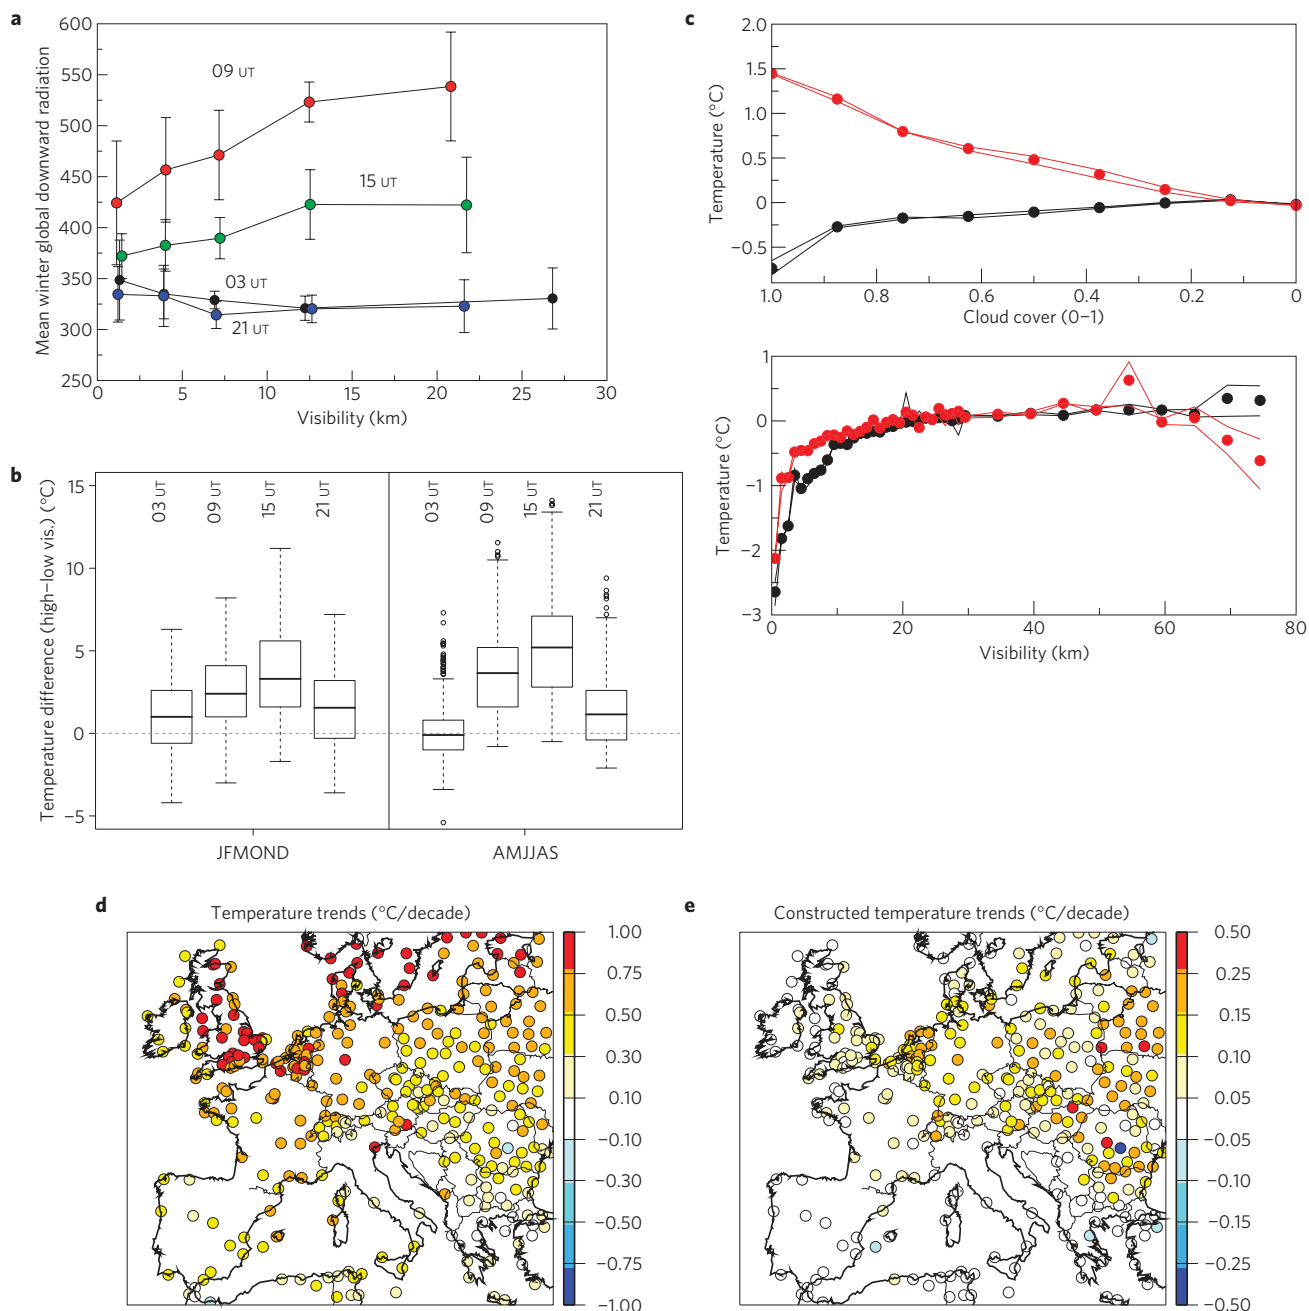 a
Mean winter global downward radiation
600
550
500
450
400
350
300
250
09 UT
15 UT
03 UT
21 UT
0 5 10 15 20 25 30
Visibility (km)
b
Temperature difference (high–low vis.) (°C)
15
10
5
0
−5
03 UT 09 UT 15 UT 21 UT
03 UT 09 UT 15 UT 21 UT
JFMOND AMJJAS
c
Temperature (°C)
2.0
1.5
1.0
0.5
0
−0.5
1.0 0.8 0.6 0.4 0.2 0
Cloud cover (0–1)
Temperature (°C)
1
0
−1
−2
−3
0 20 40 60 80
Visibility (km)
d
Temperature trends (°C/decade)
1.00
0.75
0.50
0.30
0.10
−0.10
−0.30
−0.50
−0.75
−1.00
e
Constructed temperature trends (°C/decade)
0.50
0.25
0.15
0.10
0.05
−0.05
−0.10
−0.15
−0.25
−0.50